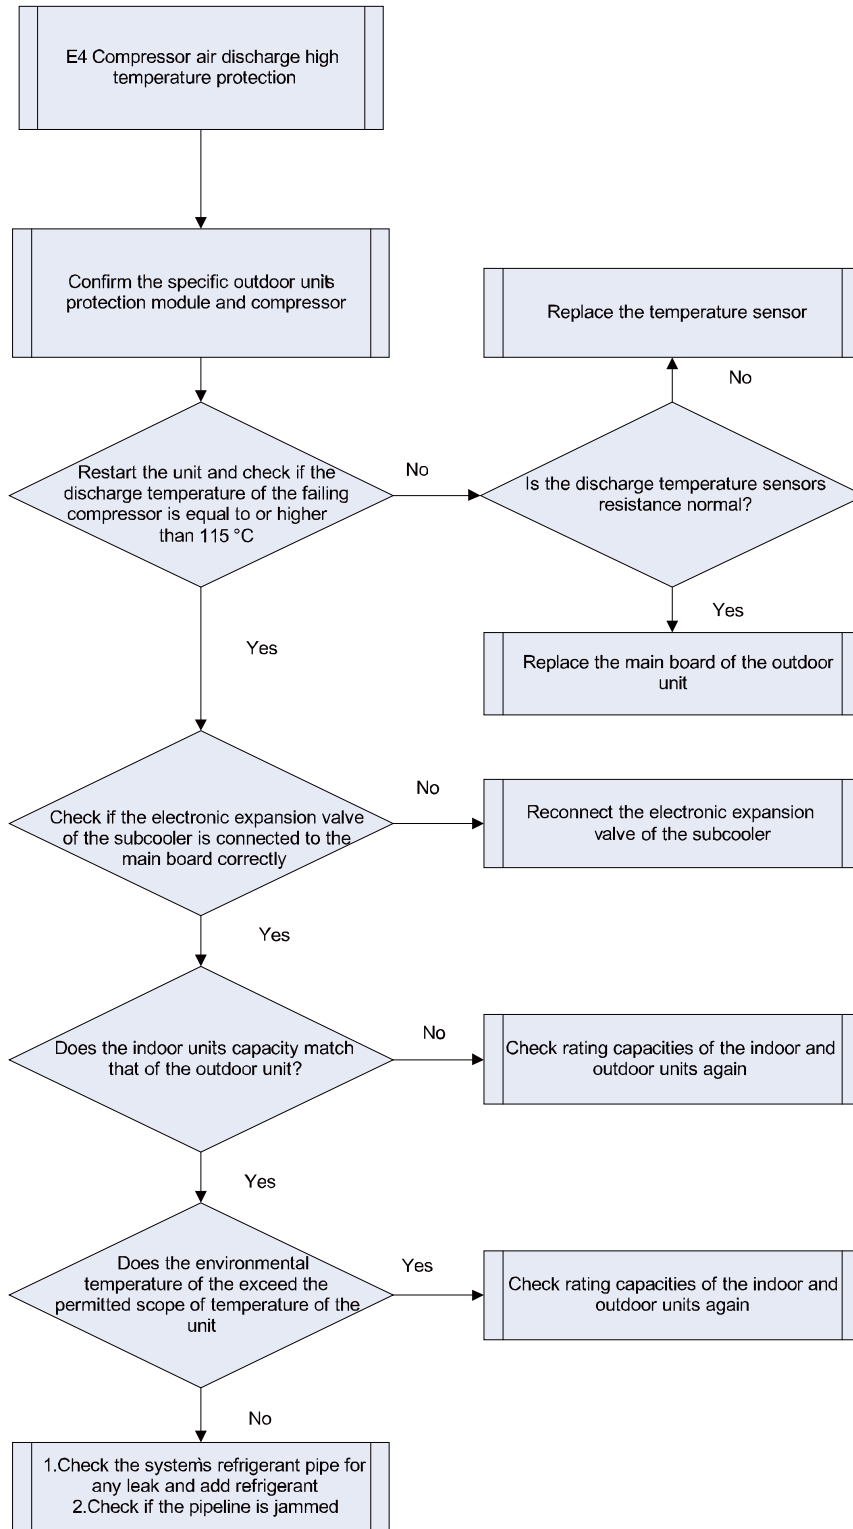 E4 Compressor air discharge high
temperature protection
Confirm the specific outdoor units
protection module and compressor
Replace the temperature sensor
No
Restart the unit and check if the
discharge temperature of the failing
compressor is equal to or higher
than 115 °C
No
Is the discharge temperature sensors
resistance normal?
Yes
Yes
Replace the main board of the outdoor
unit
Check if the electronic expansion valve
of the subcooler is connected to the
main board correctly
No
Reconnect the electronic expansion
valve of the subcooler
Yes
Does the indoor units capacity match
that of the outdoor unit?
No
Check rating capacities of the indoor and
outdoor units again
Yes
Does the environmental
temperature of the exceed the
permitted scope of temperature of the
unit
Yes
Check rating capacities of the indoor and
outdoor units again
No
1.Check the system's refrigerant pipe for
any leak and add refrigerant
2.Check if the pipeline is jammed